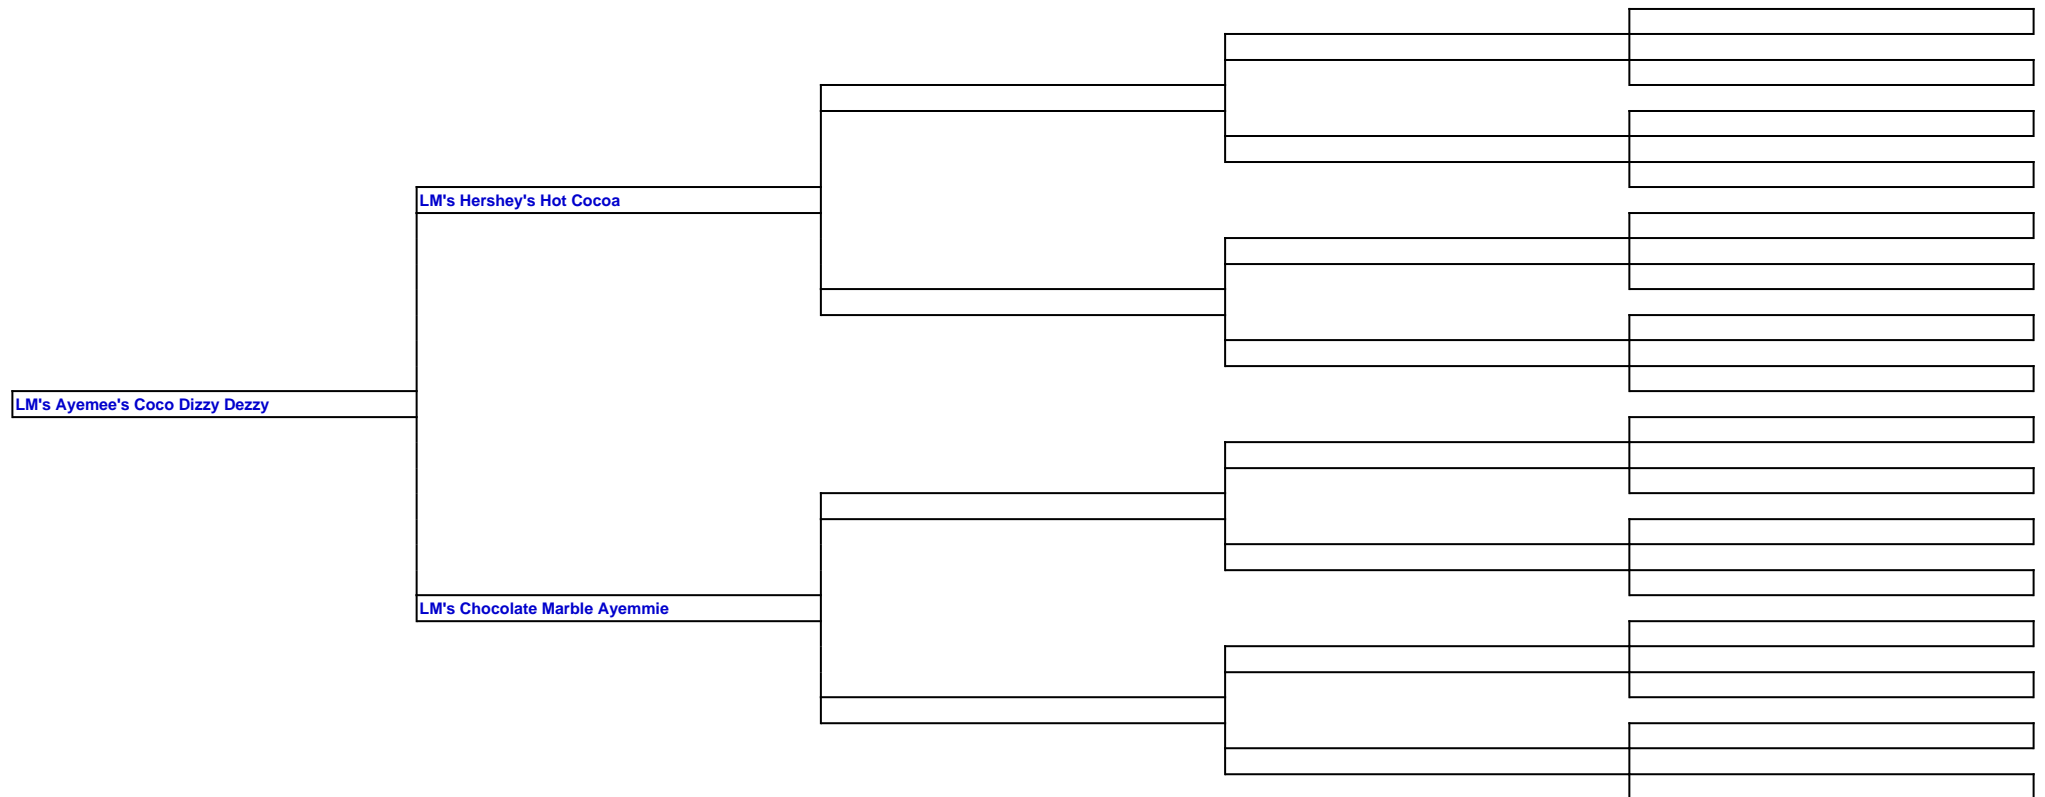 LM's Hershey's Hot Cocoa
LM's Ayemee's Coco Dizzy Dezzy
LM's Chocolate Marble Ayemmie